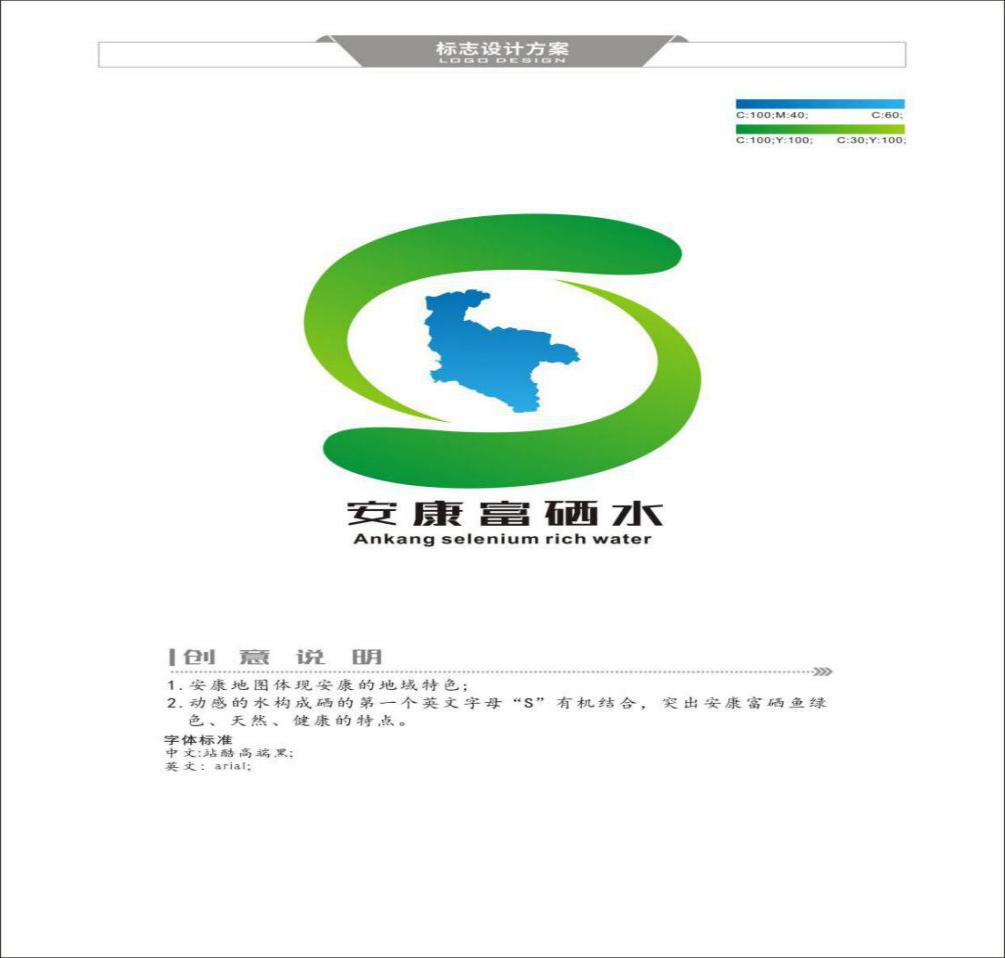 标志设计方案
LOGO DESIGN
C:100;M:40; C:60;
C:100;Y:100; C:30;Y:100;
安康富硒水
Ankang selenium rich water
创意说明
1. 安康地图体现安康的地域特色;
2. 动感的水构成硒的第一个英文字母“S”有机结合，突出安康富硒鱼绿
色、天然、健康的特点。
字体标准
中文:站酷高端黑;
英文: arial;